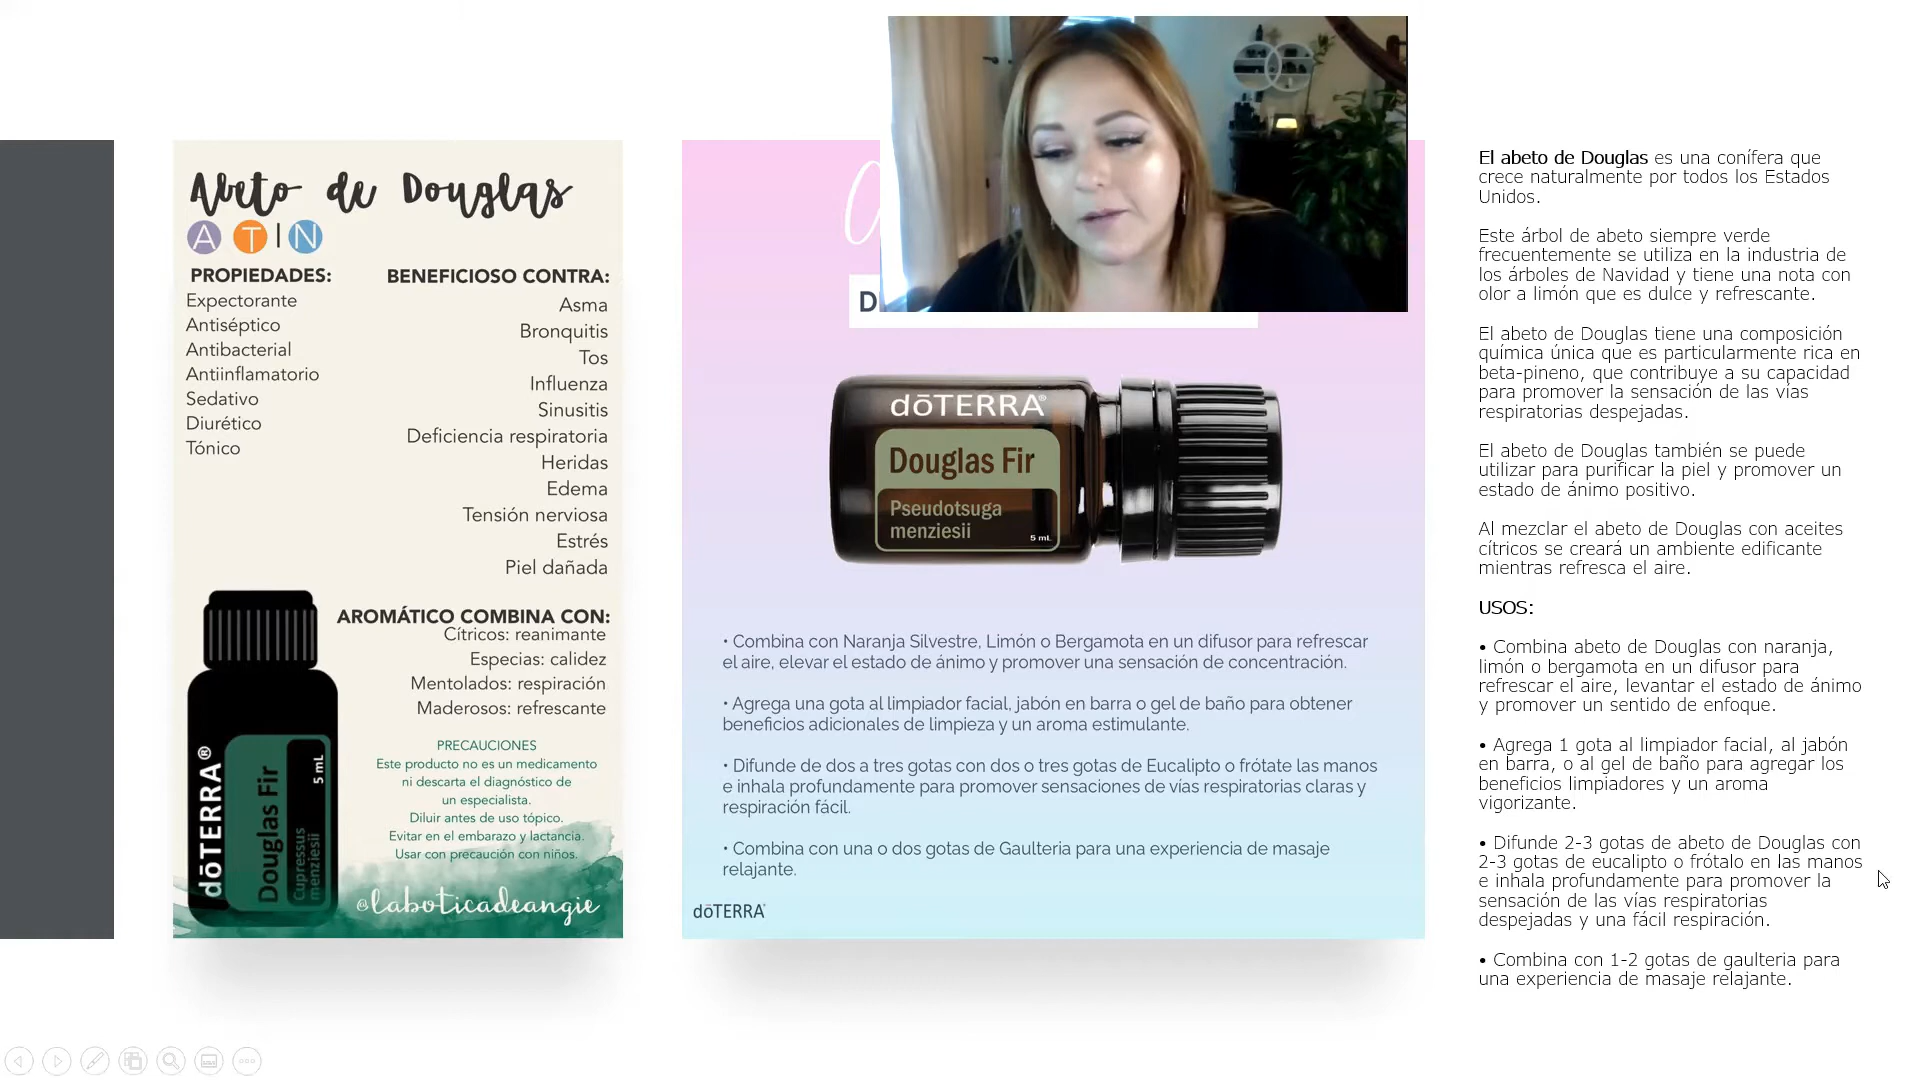 Abeto de Douglas
A T | N
PROPIEDADES:
Expectorante
Antiséptico
Antibacterial
Antiinflamatorio
Sedativo
Diurético
Tónico
BENEFICIOSO CONTRA:
Asma
Bronquitis
Tos
Influenza
Sinusitis
Deficiencia respiratoria
Heridas
Edema
Tensión nerviosa
Estrés
Piel dañada
AROMÁTICO COMBINA CON:
Cítricos: reanimante
Especias: calidez
Mentolados: respiración
Maderosos: refrescante
PRECAUCIONES
Este producto no es un medicamento
ni descarta el diagnóstico de
un especialista.
Diluir antes de uso tópico.
Evitar en el embarazo y lactancia.
Usar con precaución con niños.
dōTERRA®
Douglas Fir
Cupressus
menziesii
5 mL
@laboticadeangie
dōTERRA®
Douglas Fir
Pseudotsuga
menziesii
5 mL
• Combina con Naranja Silvestre, Limón o Bergamota en un difusor para refrescar
el aire, elevar el estado de ánimo y promover una sensación de concentración.
• Agrega una gota al limpiador facial, jabón en barra o gel de baño para obtener
beneficios adicionales de limpieza y un aroma estimulante.
• Difunde de dos a tres gotas con dos o tres gotas de Eucalipto o frótate las manos
e inhala profundamente para promover sensaciones de vías respiratorias claras y
respiración fácil.
• Combina con una o dos gotas de Gaulteria para una experiencia de masaje
relajante.
dōTERRA
El abeto de Douglas es una conífera que
crece naturalmente por todos los Estados
Unidos.
Este árbol de abeto siempre verde
frecuentemente se utiliza en la industria de
los árboles de Navidad y tiene una nota con
olor a limón que es dulce y refrescante.
El abeto de Douglas tiene una composición
química única que es particularmente rica en
beta-pineno, que contribuye a su capacidad
para promover la sensación de las vías
respiratorias despejadas.
El abeto de Douglas también se puede
utilizar para purificar la piel y promover un
estado de ánimo positivo.
Al mezclar el abeto de Douglas con aceites
cítricos se creará un ambiente edificante
mientras refresca el aire.
USOS:
• Combina abeto de Douglas con naranja,
limón o bergamota en un difusor para
refrescar el aire, levantar el estado de ánimo
y promover un sentido de enfoque.
• Agrega 1 gota al limpiador facial, al jabón
en barra, o al gel de baño para agregar los
beneficios limpiadores y un aroma
vigorizante.
• Difunde 2-3 gotas de abeto de Douglas con
2-3 gotas de eucalipto o frótalo en las manos
e inhala profundamente para promover la
sensación de las vías respiratorias
despejadas y una fácil respiración.
• Combina con 1-2 gotas de gaulteria para
una experiencia de masaje relajante.